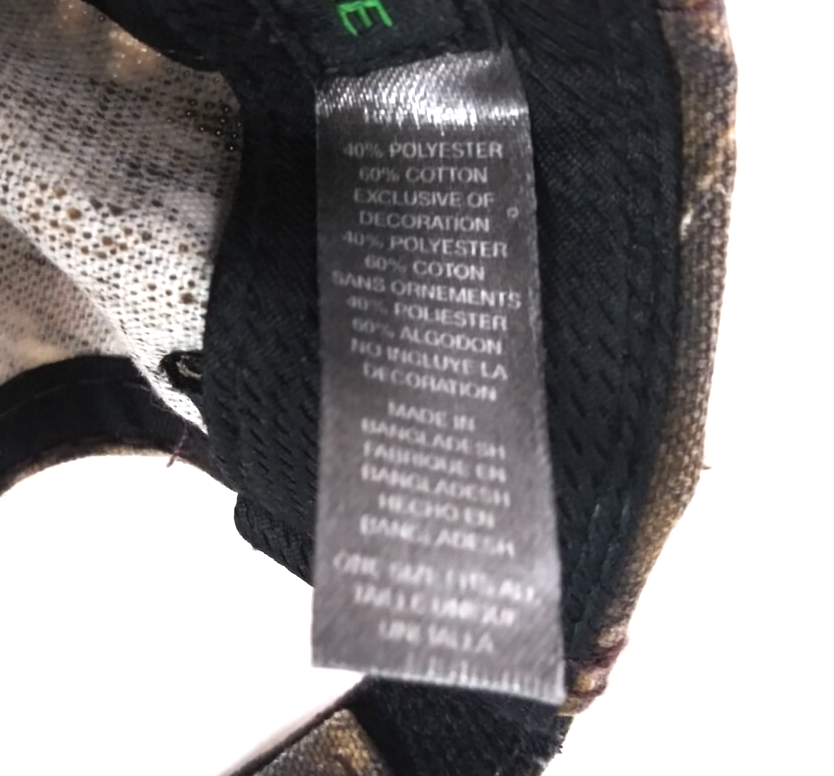 E
40% POLYESTER
60% COTTON
EXCLUSIVE OF
DECORATION
40% POLYESTER
60% COTON
SANS ORNEMENTS
40% POLIESTER
60% ALGODON
NO INCLUYE LA
DECORATION
MADE IN
BANGLADESH
FABRIQUE EN
BANGLADESH
HECHO EN
BANGLADESH
ONE SIZE FITS ALL
TAILLE UNIQUE
UNI TALLA